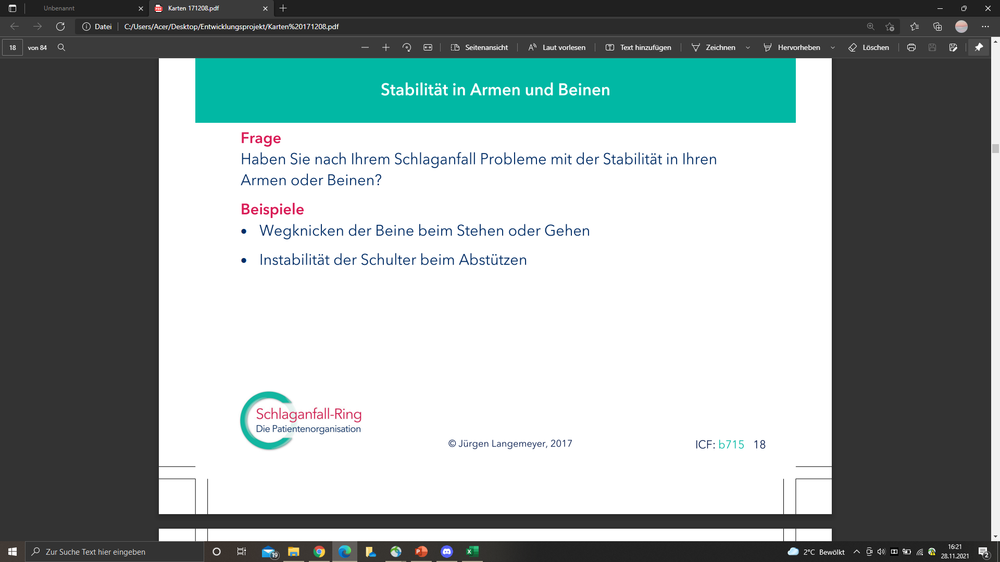 Unbenannt
Karten 171208.pdf
Datei
C:/Users/Acer/Desktop/Entwicklungsprojekt/Karten%20171208.pdf
18 von 84
Seitenansicht
Laut vorlesen
Text hinzufügen
Zeichnen
Hervorheben
Löschen
Stabilität in Armen und Beinen
Frage
Haben Sie nach Ihrem Schlaganfall Probleme mit der Stabilität in Ihren
Armen oder Beinen?
Beispiele
• Wegknicken der Beine beim Stehen oder Gehen
• Instabilität der Schulter beim Abstützen
Schlaganfall-Ring
Die Patientenorganisation
© Jürgen Langemeyer, 2017
ICF: b715 18
Zur Suche Text hier eingeben
19
2°C Bewölkt
16:21
28.11.2021
2